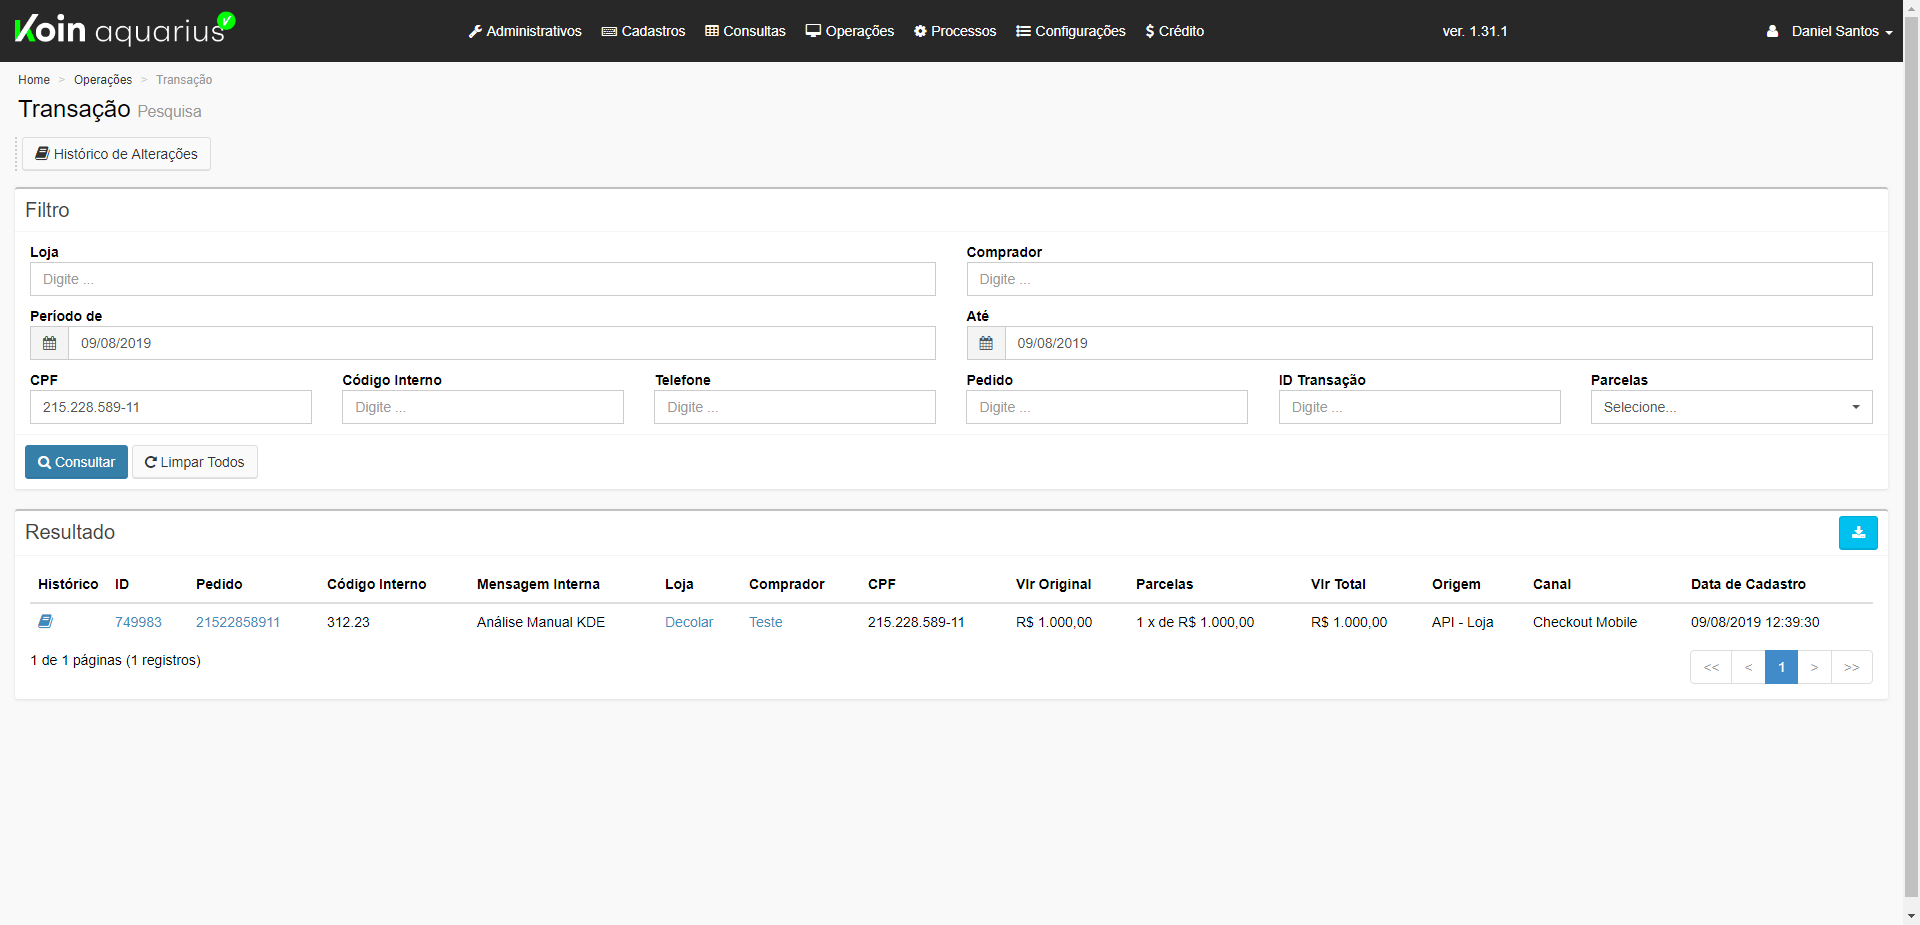 Koin aquarius
Administrativos Cadastros Consultas Operações Processos Configurações Crédito ver. 1.31.1 Daniel Santos
Home > Operações > Transação
Transação Pesquisa
Histórico de Alterações
Filtro
Loja Comprador
Digite ... Digite ...
Período de Até
09/08/2019 09/08/2019
CPF Código Interno Telefone Pedido ID Transação Parcelas
215.228.589-11 Digite ... Digite ... Digite ... Digite ... Selecione...
Consultar Limpar Todos
Resultado
Histórico ID Pedido Código Interno Mensagem Interna Loja Comprador CPF Vlr Original Parcelas Vlr Total Origem Canal Data de Cadastro
749983 21522858911 312.23 Análise Manual KDE Decolar Teste 215.228.589-11 R$ 1.000,00 1 x de R$ 1.000,00 R$ 1.000,00 API - Loja Checkout Mobile 09/08/2019 12:39:30
1 de 1 páginas (1 registros)
<< < 1 > >>